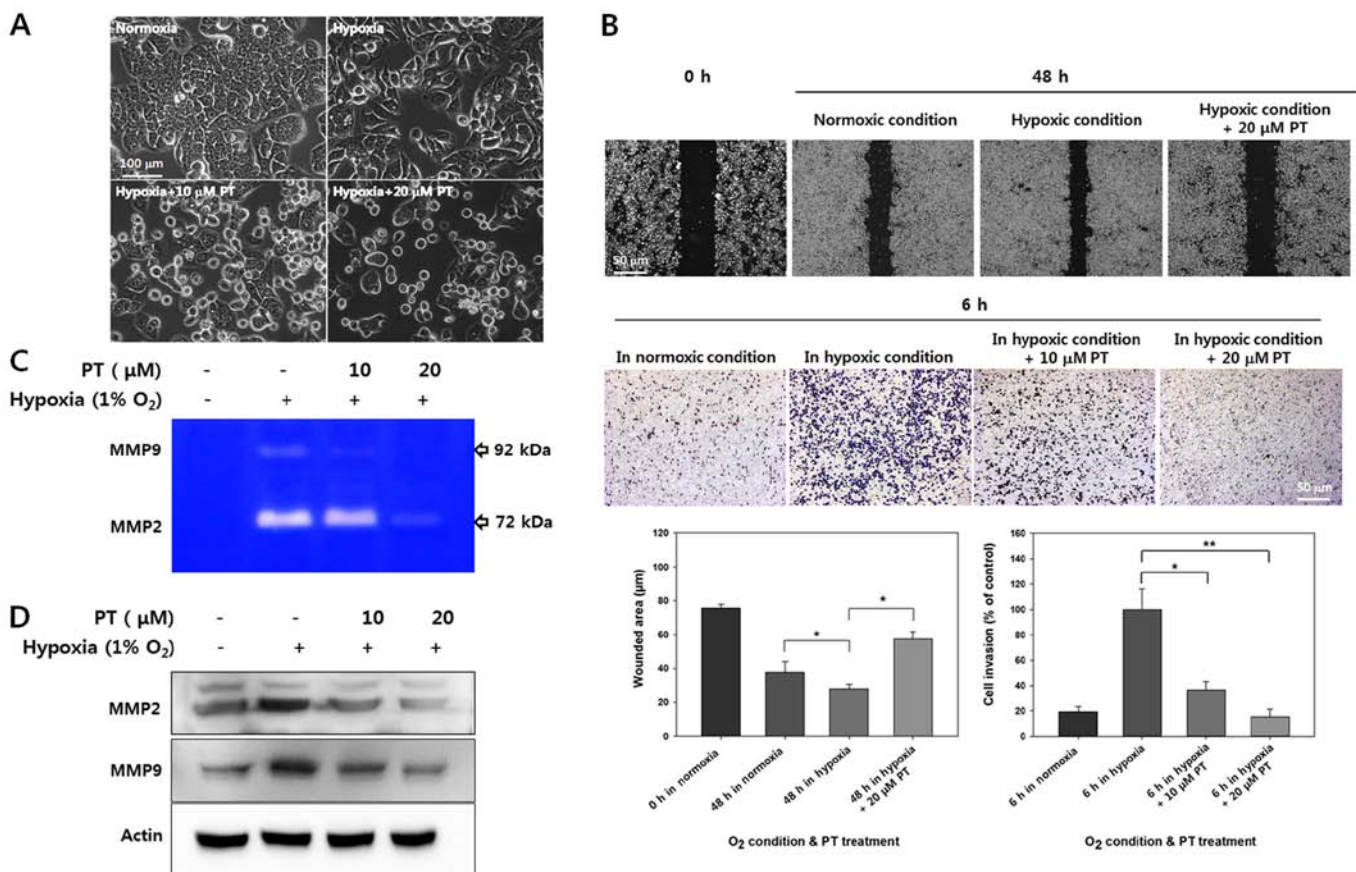 A
Normoxia
Hypoxia
100 μm
Hypoxia+10 μM PT
Hypoxia+20 μM PT
B
0 h
48 h
Normoxic condition
Hypoxic condition
Hypoxic condition
+ 20 μM PT
50 μm
6 h
In normoxic condition
In hypoxic condition
In hypoxic condition
+ 10 μM PT
In hypoxic condition
+ 20 μM PT
50 μm
C
PT ( μM)
-
-
10
20
Hypoxia (1% O₂)
-
+
+
+
MMP9
92 kDa
MMP2
72 kDa
D
PT ( μM)
-
-
10
20
Hypoxia (1% O₂)
-
+
+
+
MMP2
MMP9
Actin
Wounded area (μm)
120
100
80
60
40
20
0
*
*
0 h in normoxia
48 h in normoxia
48 h in hypoxia
48 h in hypoxia
+ 20 μM PT
O₂ condition & PT treatment
Cell invasion (% of control)
160
140
120
100
80
60
40
20
0
**
*
6 h in normoxia
6 h in hypoxia
6 h in hypoxia
+ 10 μM PT
6 h in hypoxia
+ 20 μM PT
O₂ condition & PT treatment